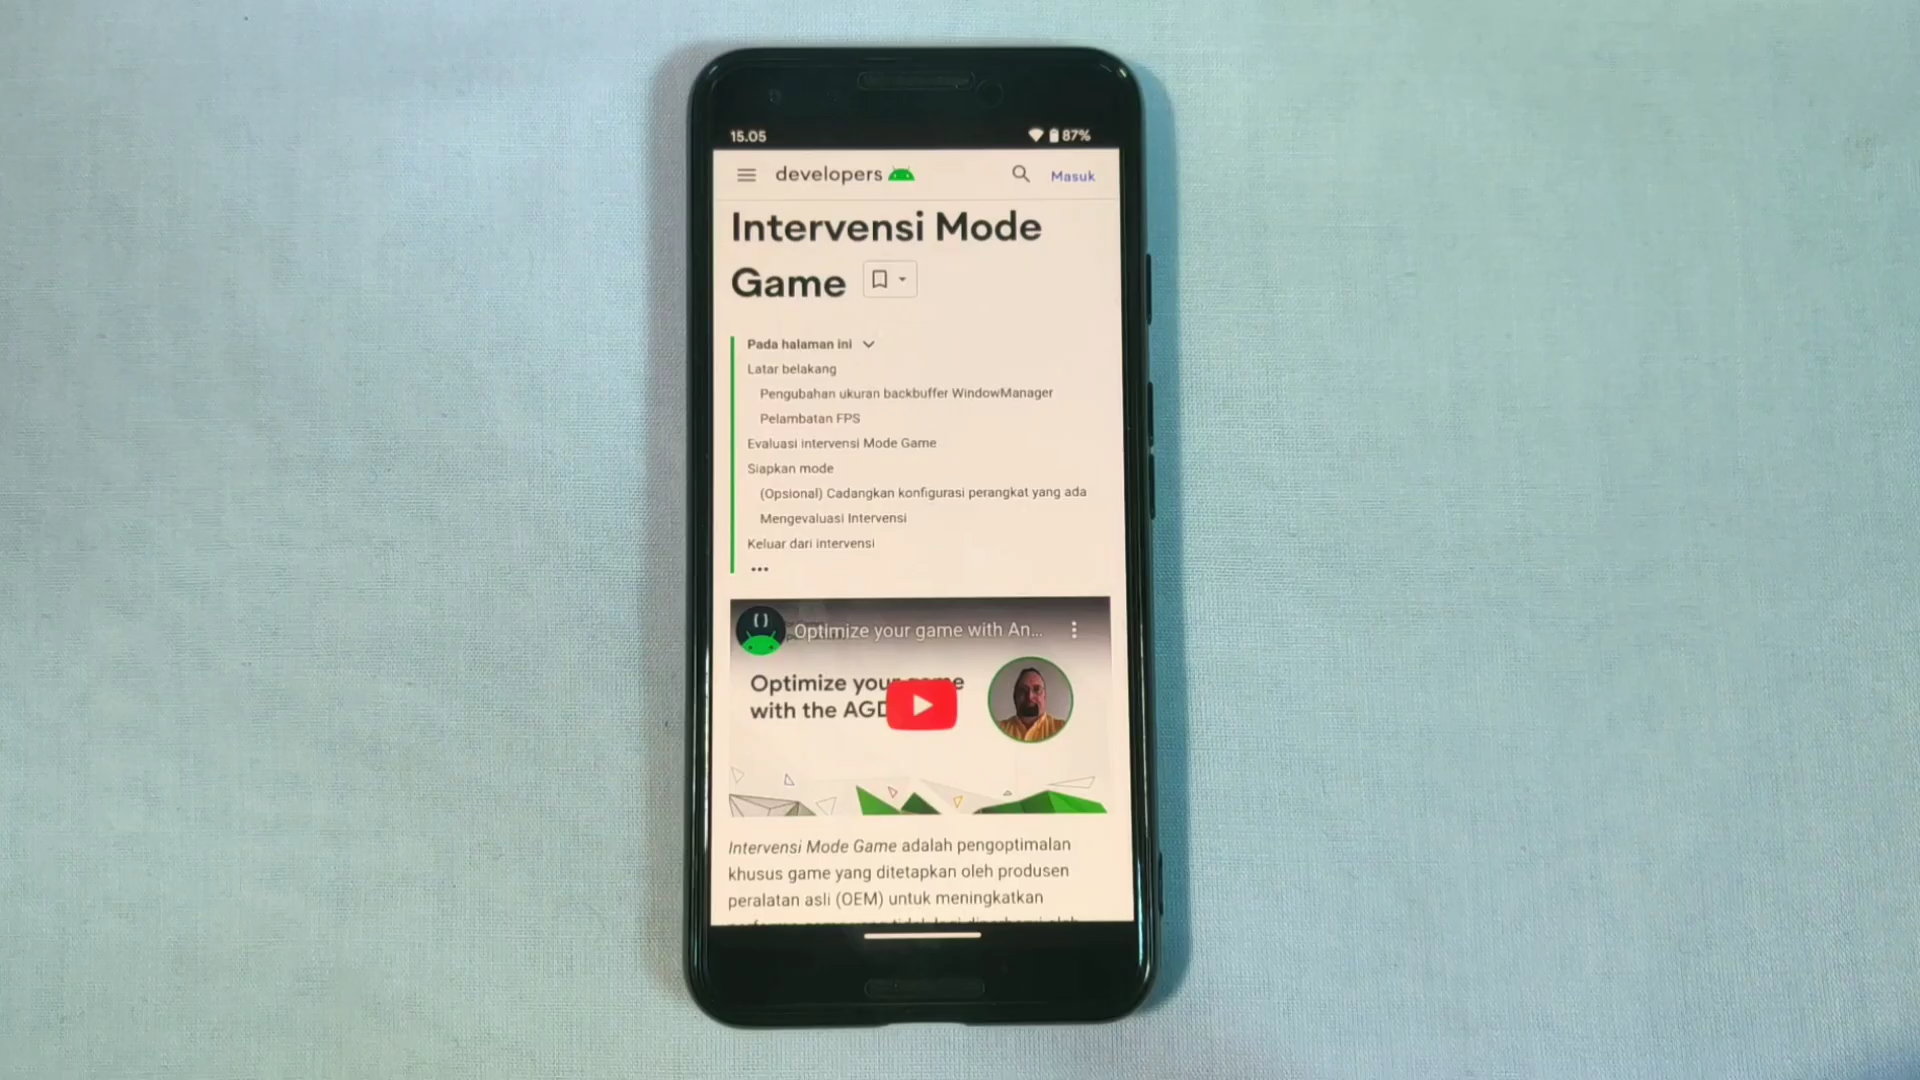 15.05
87%
developers
Masuk
Intervensi Mode
Game
Pada halaman ini
Latar belakang
Pengubahan ukuran backbuffer WindowManager
Pelambatan FPS
Evaluasi intervensi Mode Game
Siapkan mode
(Opsional) Cadangkan konfigurasi perangkat yang ada
Mengevaluasi Intervensi
Keluar dari intervensi
...
Optimize your game with An...
Optimize your
with the AGD
Intervensi Mode Game adalah pengoptimalan
khusus game yang ditetapkan oleh produsen
peralatan asli (OEM) untuk meningkatkan